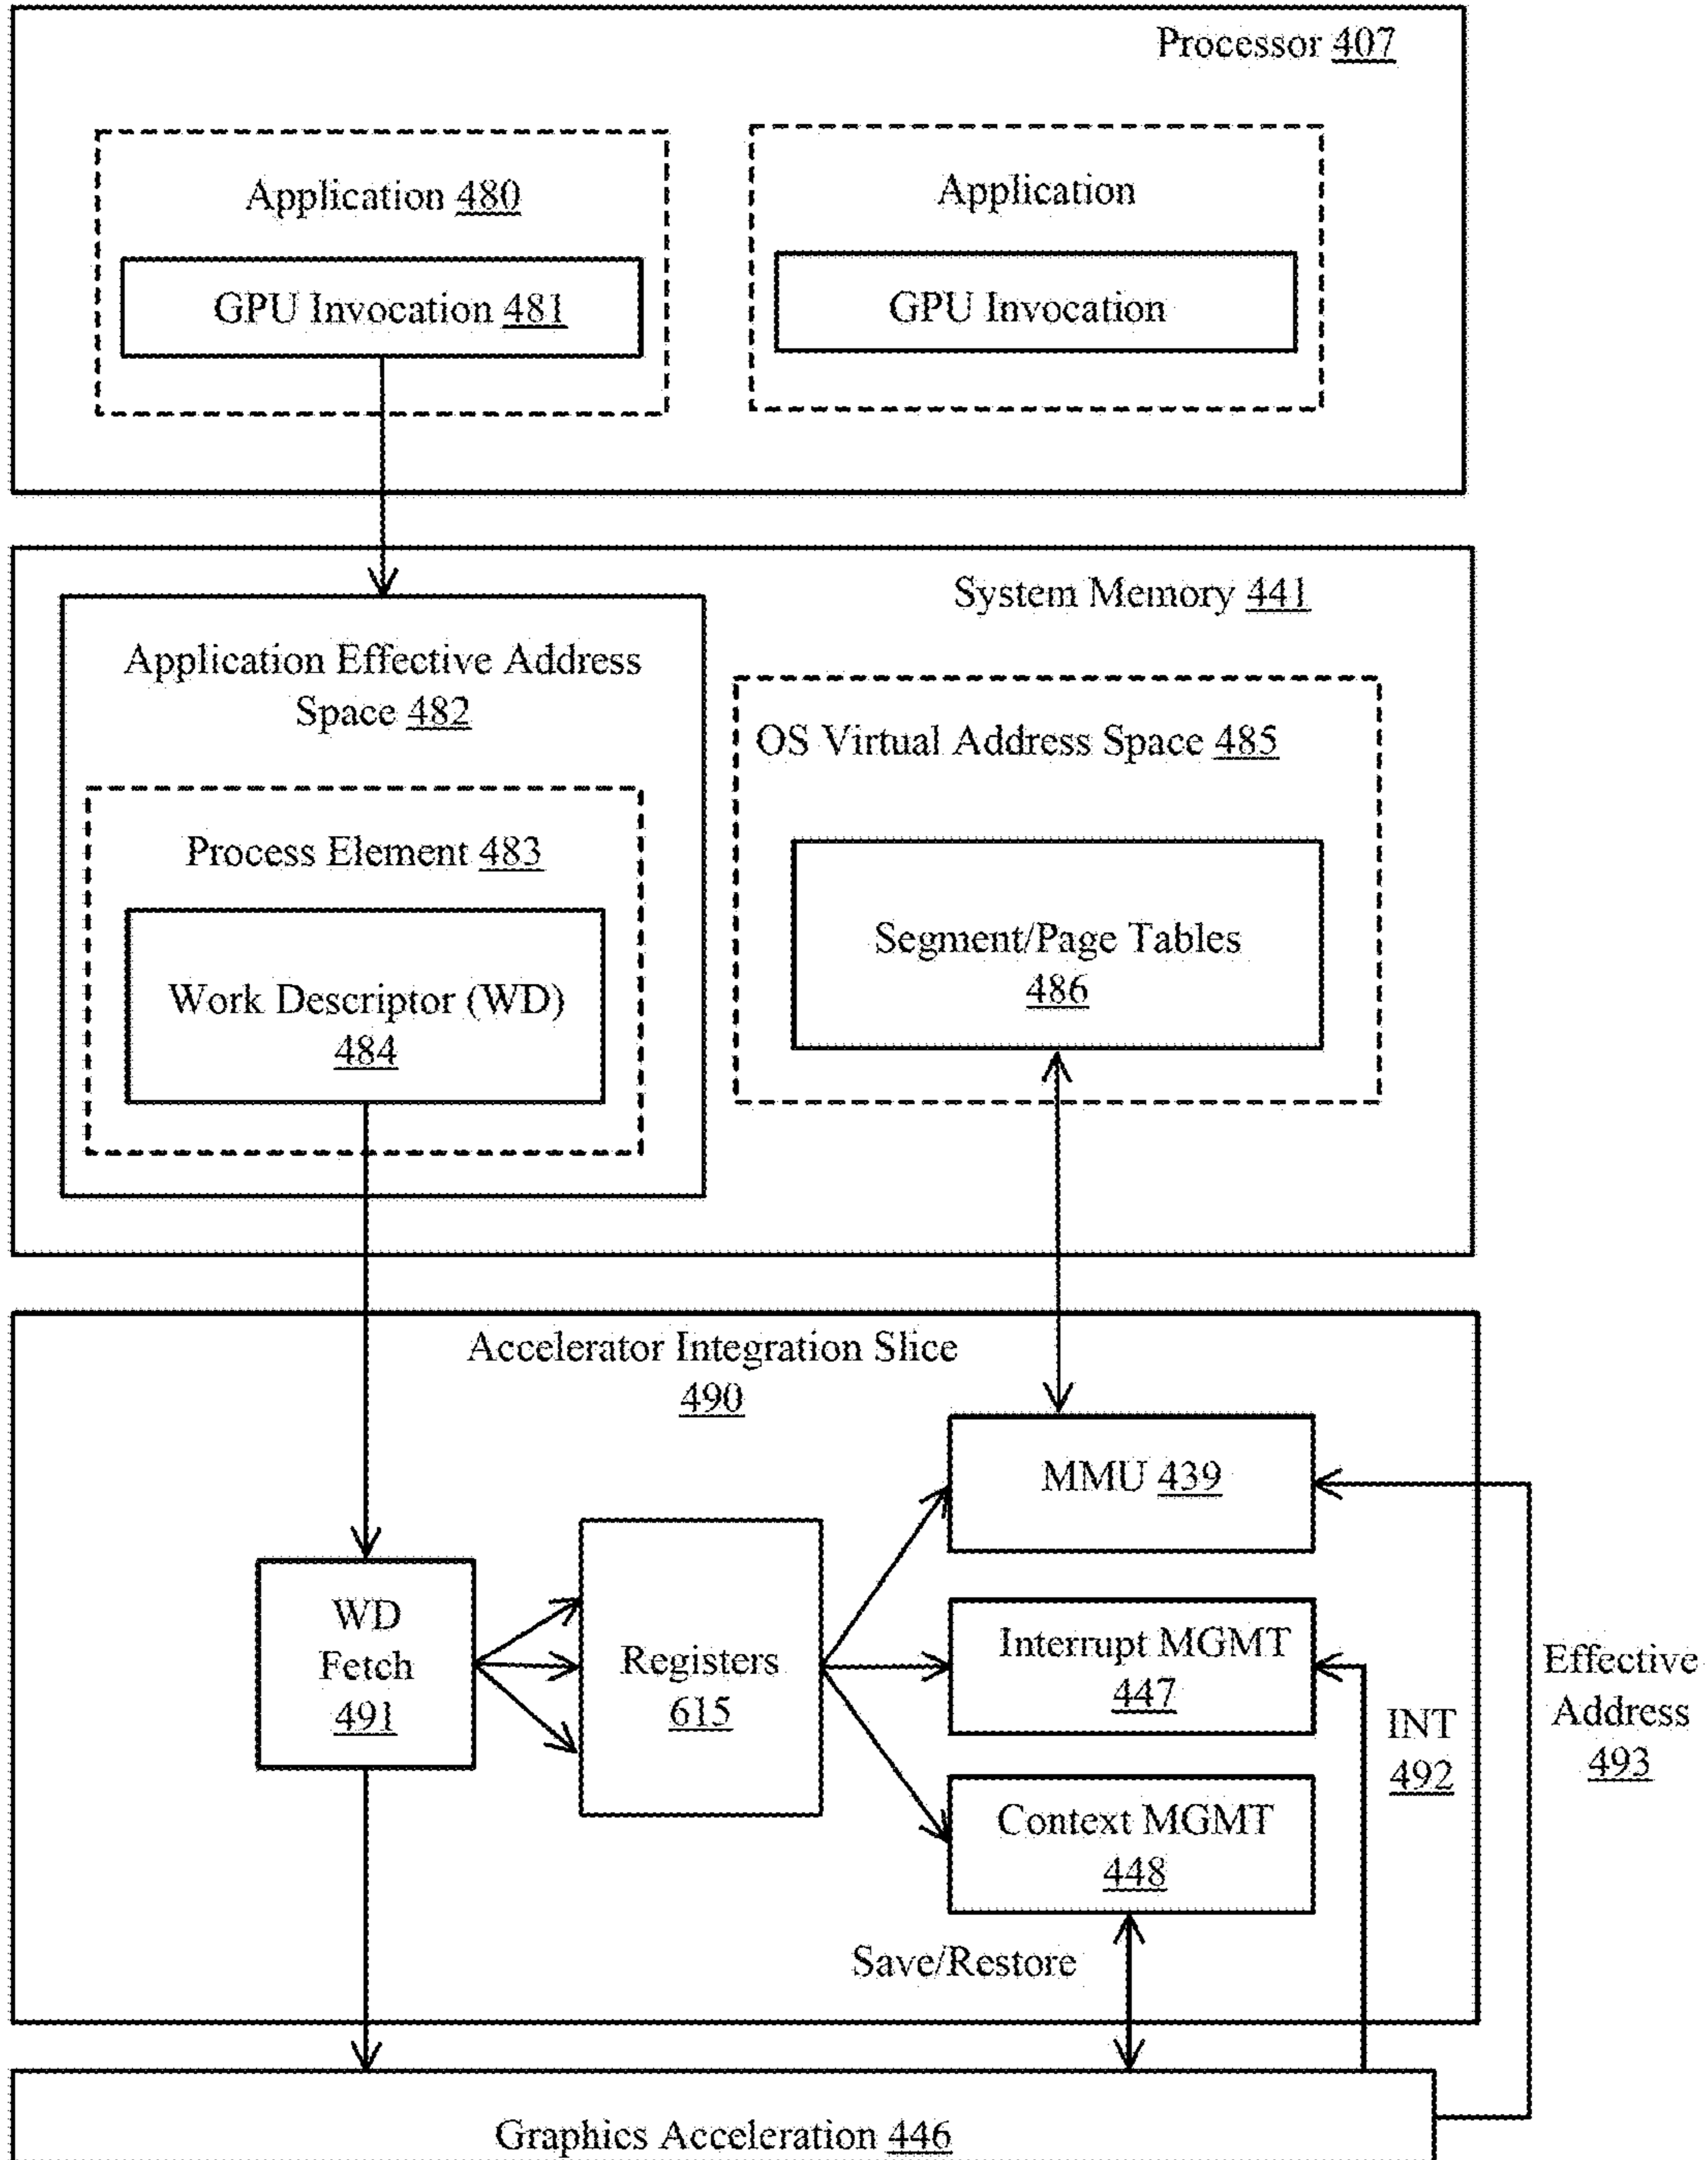 Processor 407
Application 480
GPU Invocation 481
Application
GPU Invocation
System Memory 441
Application Effective Address
Space 482
Process Element 483
Work Descriptor (WD)
484
OS Virtual Address Space 485
Segment/Page Tables
486
Accelerator Integration Slice
490
WD
Fetch
491
Registers
615
MMU 439
Interrupt MGMT
447
Context MGMT
448
Save/Restore
INT
492
Effective
Address
493
Graphics Acceleration 446